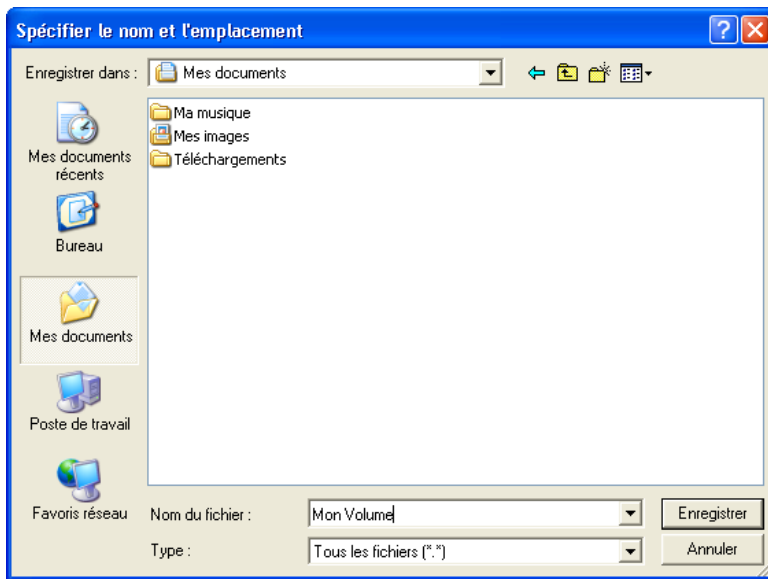 Spécifier le nom et l'emplacement
Enregistrer dans :
Mes documents
Ma musique
Mes images
Téléchargements
Mes documents
récents
Bureau
Mes documents
Poste de travail
Favoris réseau
Nom du fichier :
Mon Volume
Enregistrer
Type :
Tous les fichiers (*.*)
Annuler